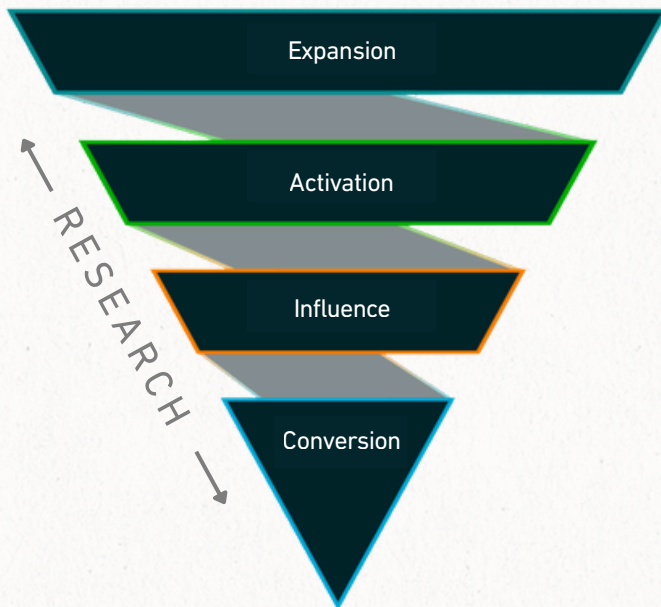 Expansion
Activation
RESEARCH
Influence
Conversion